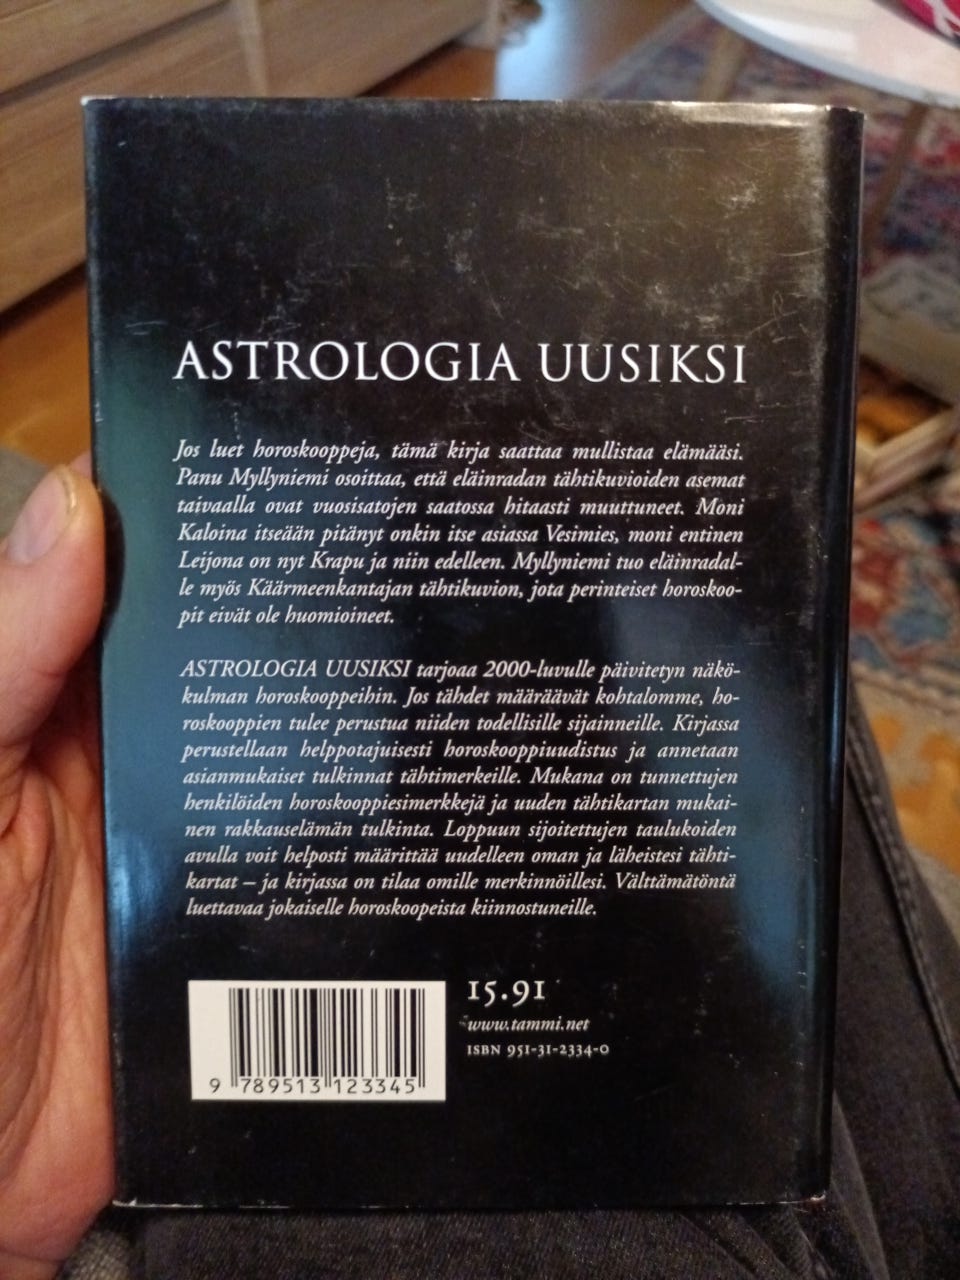 ASTROLOGIA UUSIKSI
Jos luet horoskooppeja, tämä kirja saattaa mullistaa elämääsi.
Panu Myllyniemi osoittaa, että eläinradan tähtikuvioiden asemat
taivaalla ovat vuosisatojen saatossa hitaasti muuttuneet. Moni
Kaloina itseään pitänyt onkin itse asiassa Vesimies, moni entinen
Leijona on nyt Krapu ja niin edelleen. Myllyniemi tuo eläinradal-
le myös Käärmeenkantajan tähtikuvion, jota perinteiset horoskoo-
pit eivät ole huomioineet.
ASTROLOGIA UUSIKSI tarjoaa 2000-luvulle päivitetyn näkö-
kulman horoskooppeihin. Jos tähdet määräävät kohtalomme, ho-
roskooppien tulee perustua niiden todellisille sijainneille. Kirjassa
perustellaan helppotajuisesti horoskooppiuudistus ja annetaan
asianmukaiset tulkinnat tähtimerkeille. Mukana on tunnettujen
henkilöiden horoskooppiesimerkkejä ja uuden tähtikartan mukai-
nen rakkauselämän tulkinta. Loppuun sijoitettujen taulukoiden
avulla voit helposti määrittää uudelleen oman ja läheistesi tähti-
kartat – ja kirjassa on tilaa omille merkinnöillesi. Välttämätöntä
luettavaa jokaiselle horoskoopeista kiinnostuneille.
15.91
www.tammi.net
ISBN 951-31-2334-0
9 789513 123345